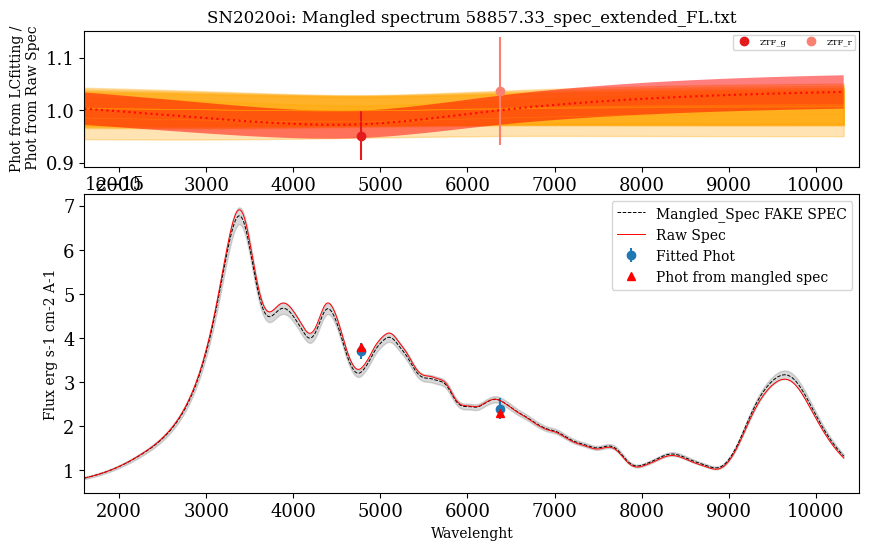 SN2020oi: Mangled spectrum 58857.33_spec_extended_FL.txt
Phot from LCfitting /
Phot from Raw Spec
1.1
1.0
0.9
ZTF_g
ZTF_r
2000 3000 4000 5000 6000 7000 8000 9000 10000
1e−15
Flux erg s-1 cm-2 A-1
7
6
5
4
3
2
1
Mangled_Spec FAKE SPEC
Raw Spec
Fitted Phot
Phot from mangled spec
2000 3000 4000 5000 6000 7000 8000 9000 10000
Wavelenght